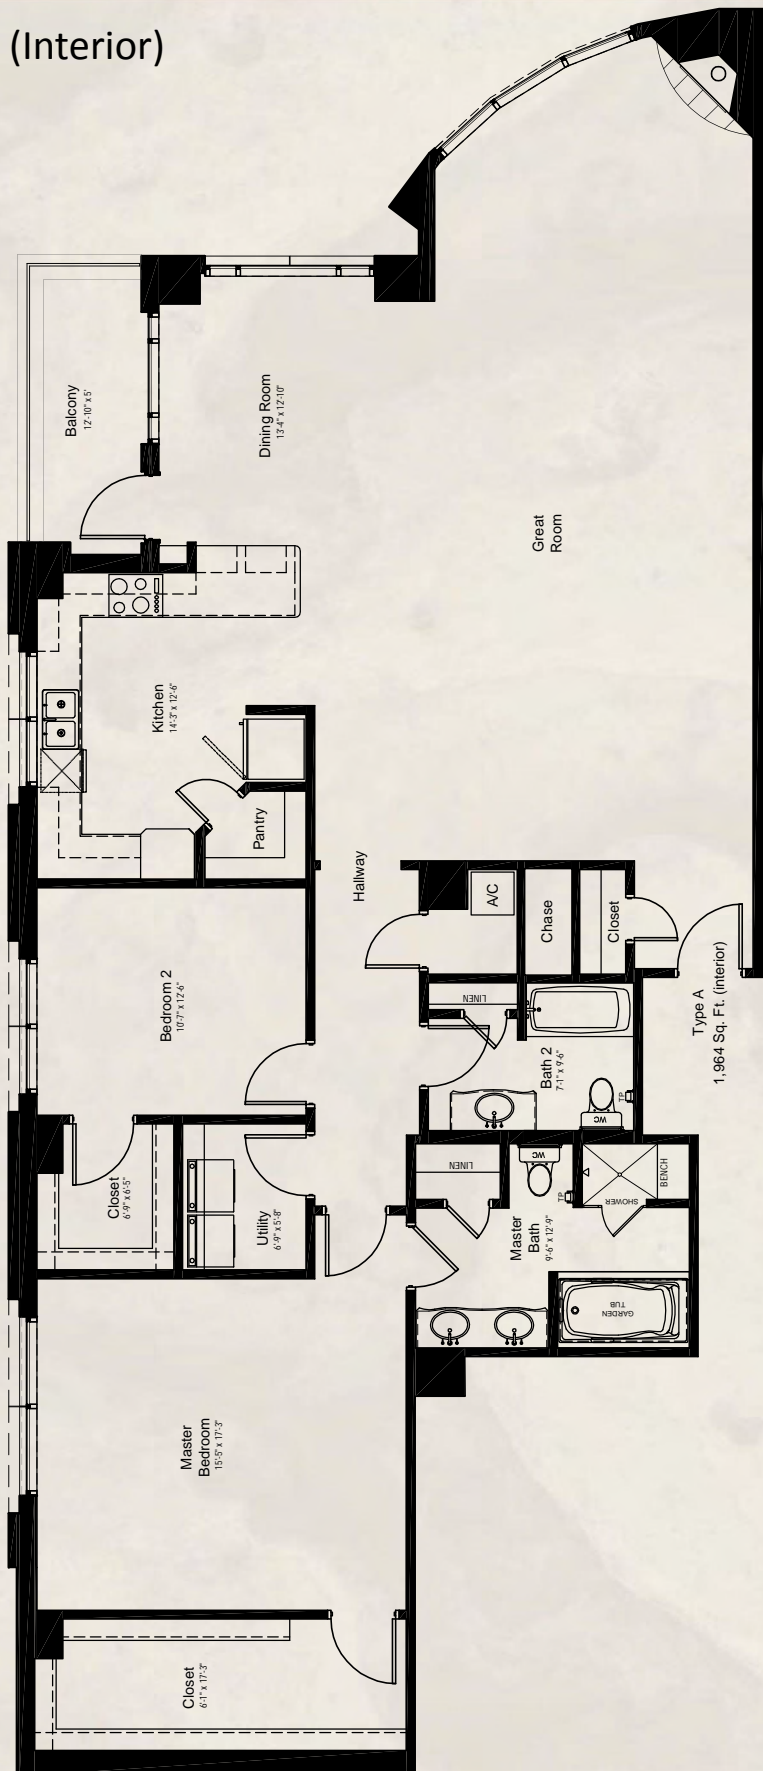 (Interior)
Balcony
12'-10" x 5'
Dining Room
13'4" x 12'-10"
Great
Room
Kitchen
14'-3" x 12'-6"
Pantry
Hallway
A/C
Chase
Closet
Bedroom 2
10'-7" x 12'-6"
LINEN
Bath 2
7'-1" x 9'-6"
TP
WC
Type A
1,964 Sq. Ft. (interior)
Closet
6'-9" x 6'-5"
Utility
6'-9" x 5'-8"
LINEN
WC
TP
Master
Bath
9'-6" x 12'-9"
SHOWER
BENCH
GARDEN
TUB
Master
Bedroom
15'-5" x 17'-3"
Closet
6'-1" x 17'-3"